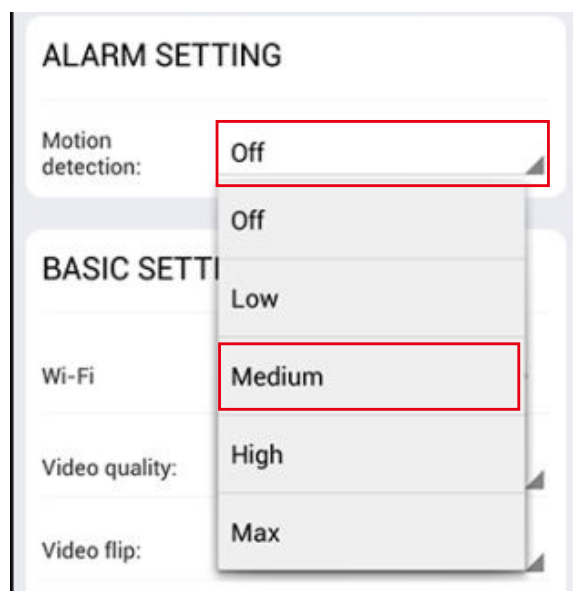 ALARM SETTING
Motion
detection:
Off
Off
Low
Medium
High
Max
BASIC SETTI
Wi-Fi
Video quality:
Video flip: